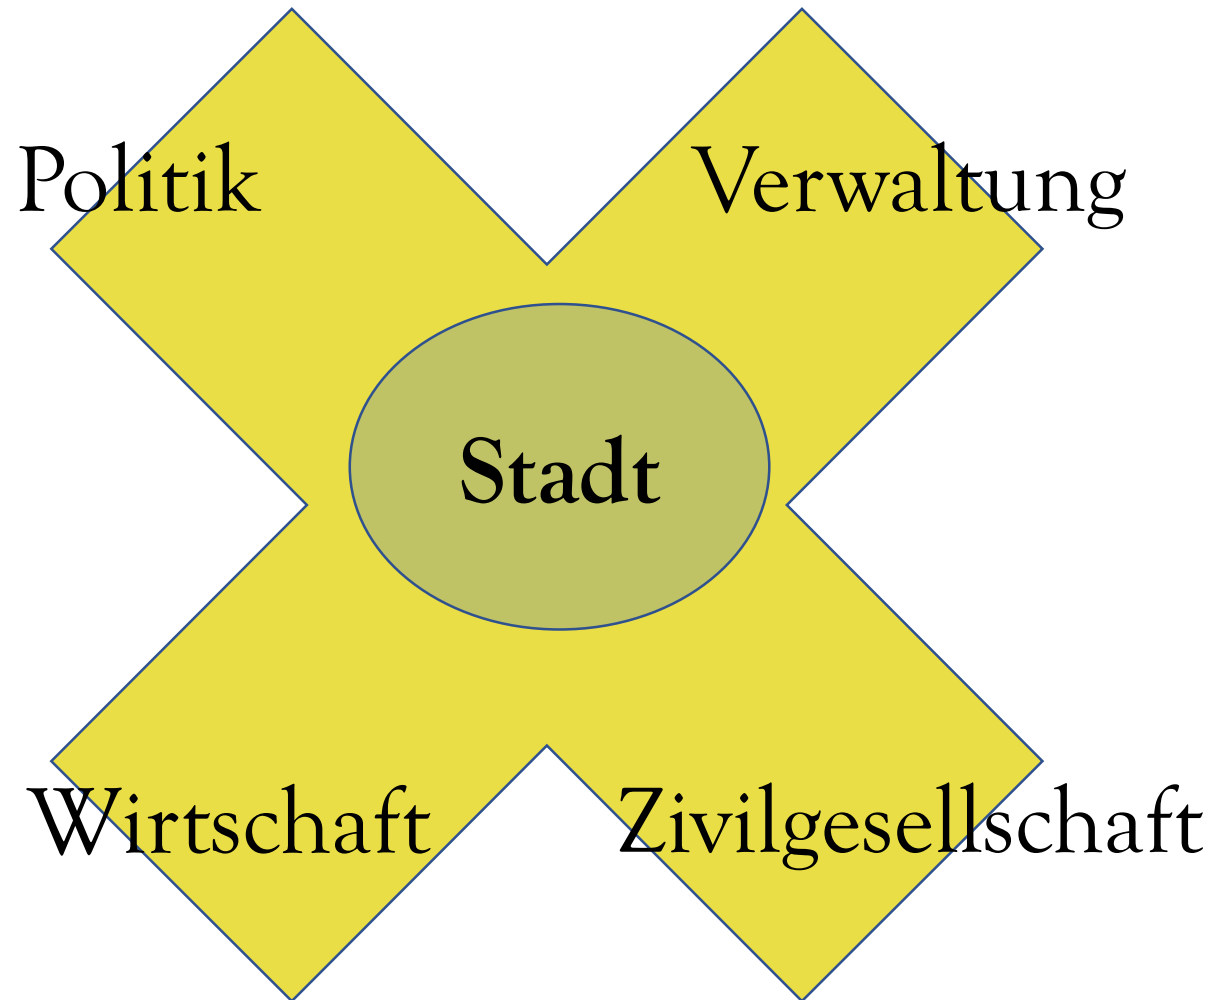 Politik
Verwaltung
Stadt
Wirtschaft
Zivilgesellschaft